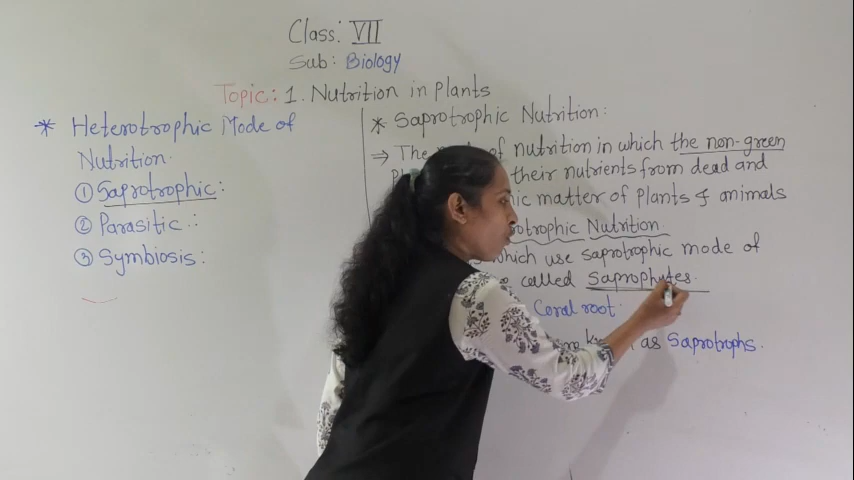 Class: VII
Sub: Biology
Topic: 1. Nutrition in plants
* Heterotrophic Mode of
Nutrition.
① Saprotrophic:
② Parasitic.:
③ Symbiosis:
* Saprotrophic Nutrition:
⇒ The of nutrition in which the non-green
their nutrients from dead and
matter of plants & animals
Nutrition
which use saprotrophic mode of
called Saprophytes.
Coral root.
as Saprotrophs.